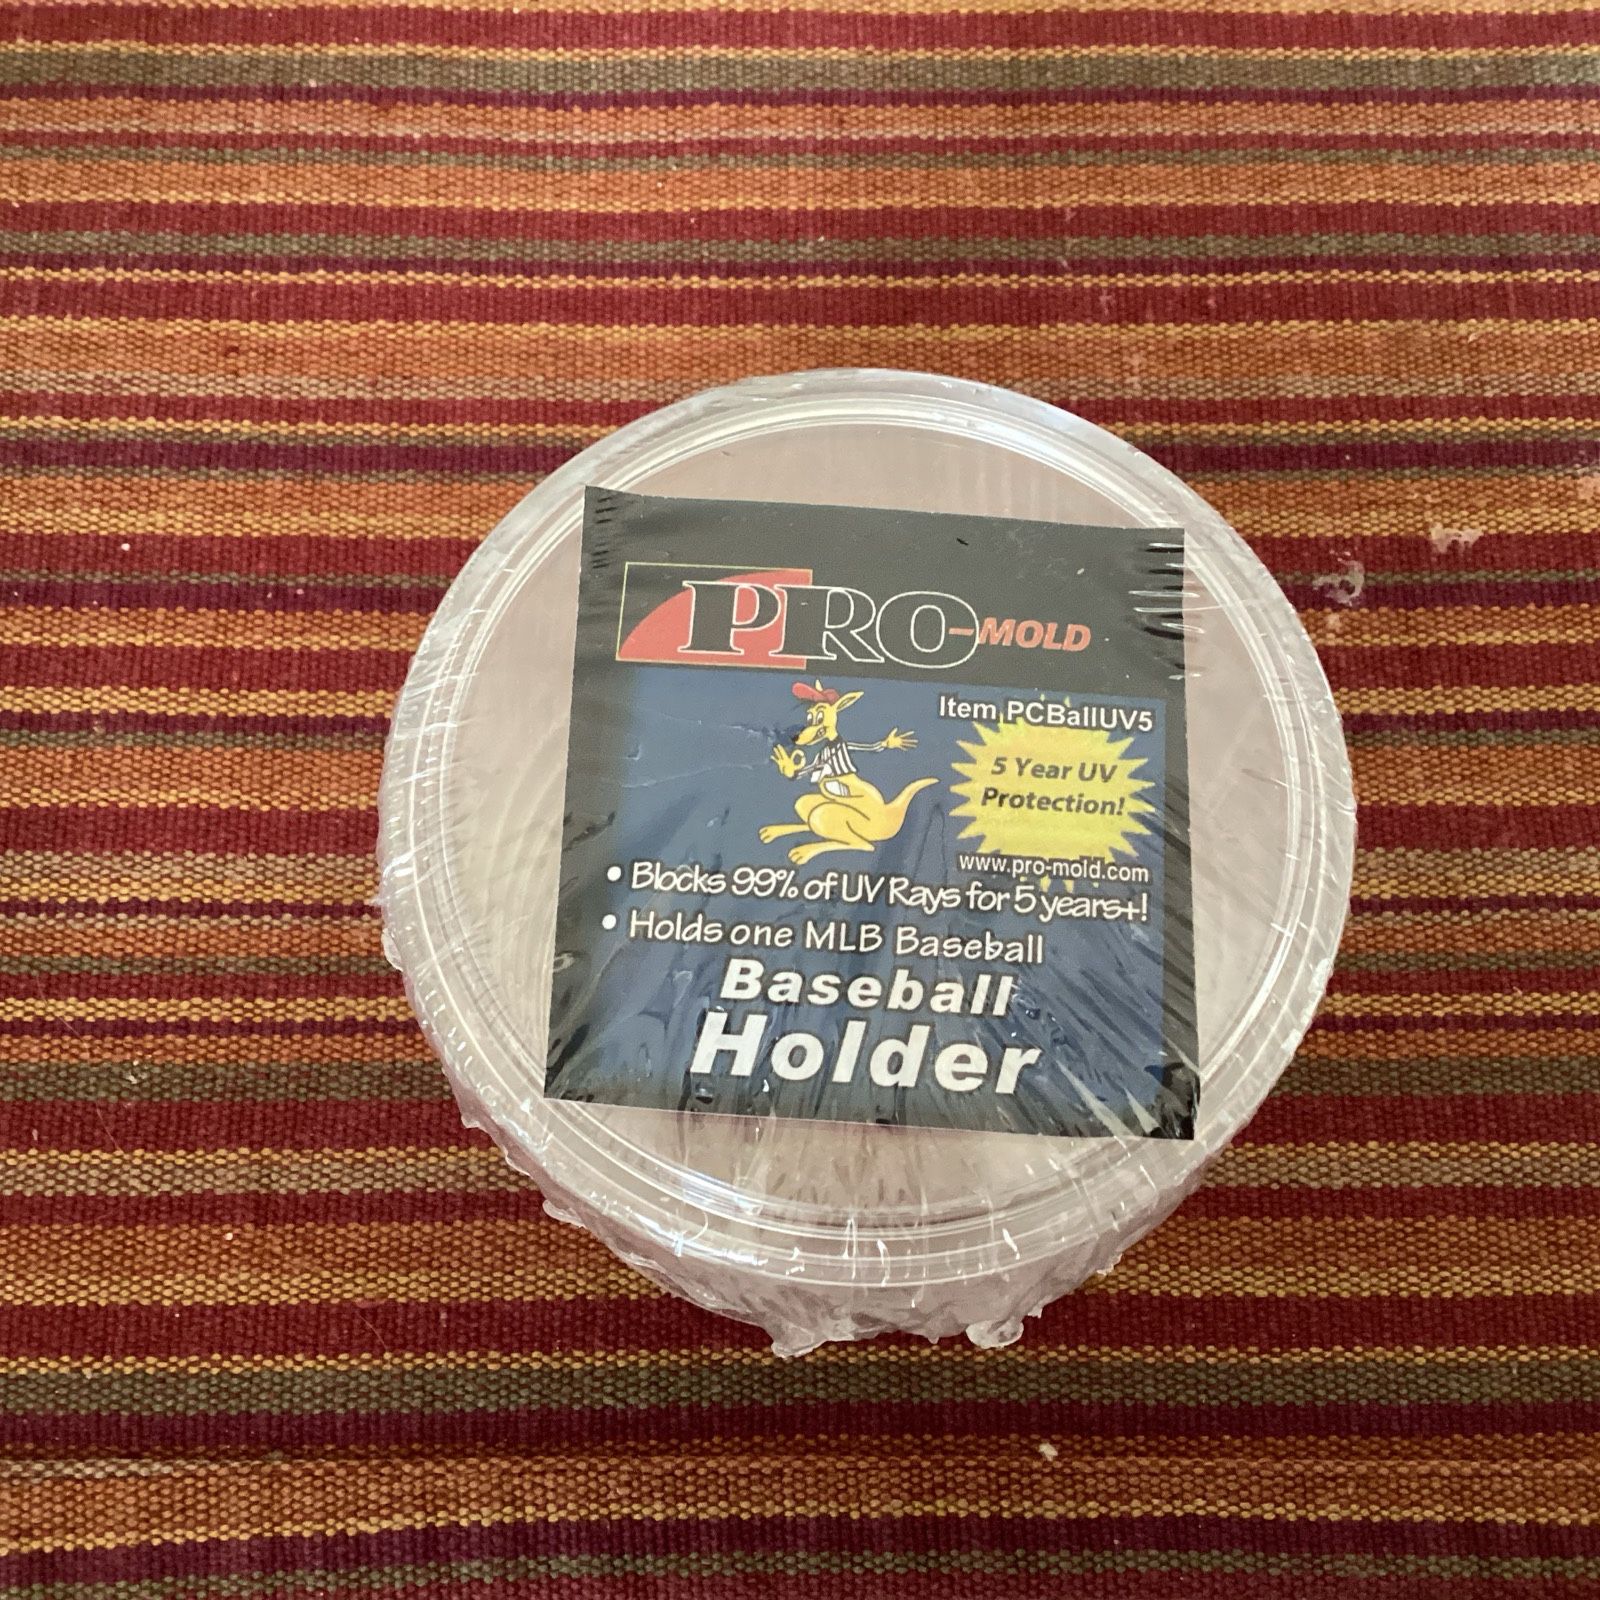 PRO-MOLD
Item PCBallUV5
5 Year UV
Protection!
www.pro-mold.com
• Blocks 99% of UV Rays for 5 years+!
• Holds one MLB Baseball
Baseball
Holder